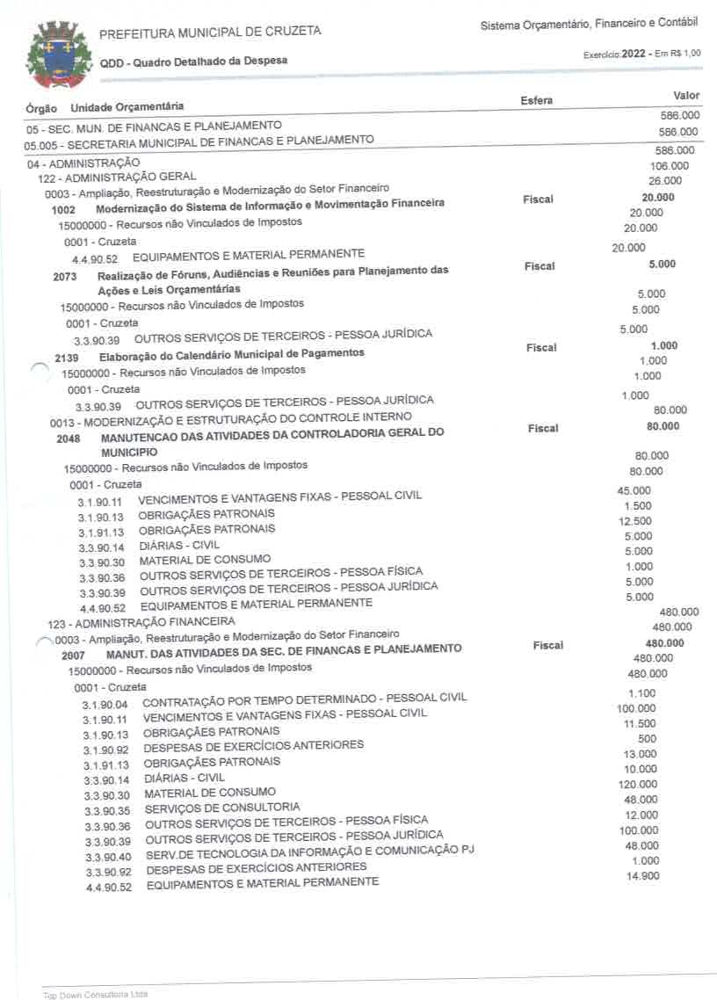 PREFEITURA MUNICIPAL DE CRUZETA
Sistema Orçamentário, Financeiro e Contábil
QDD - Quadro Detalhado da Despesa
Exercício:2022 - Em R$ 1,00
Órgão Unidade Orçamentária Esfera Valor
05 - SEC. MUN. DE FINANCAS E PLANEJAMENTO 586.000
05.005 - SECRETARIA MUNICIPAL DE FINANCAS E PLANEJAMENTO 586.000
04 - ADMINISTRAÇÃO 586.000
122 - ADMINISTRAÇÃO GERAL 106.000
0003 - Ampliação, Reestruturação e Modernização do Setor Financeiro 26.000
1002 Modernização do Sistema de Informação e Movimentação Financeira Fiscal 20.000
15000000 - Recursos não Vinculados de Impostos 20.000
0001 - Cruzeta 20.000
4.4.90.52 EQUIPAMENTOS E MATERIAL PERMANENTE 20.000
2073 Realização de Fóruns, Audiências e Reuniões para Planejamento das Fiscal 5.000
Ações e Leis Orçamentárias
15000000 - Recursos não Vinculados de Impostos 5.000
0001 - Cruzeta 5.000
3.3.90.39 OUTROS SERVIÇOS DE TERCEIROS - PESSOA JURÍDICA 5.000
2139 Elaboração do Calendário Municipal de Pagamentos Fiscal 1.000
15000000 - Recursos não Vinculados de Impostos 1.000
0001 - Cruzeta 1.000
3.3.90.39 OUTROS SERVIÇOS DE TERCEIROS - PESSOA JURÍDICA 1.000
0013 - MODERNIZAÇÃO E ESTRUTURAÇÃO DO CONTROLE INTERNO 80.000
2048 MANUTENCAO DAS ATIVIDADES DA CONTROLADORIA GERAL DO Fiscal 80.000
MUNICIPIO
15000000 - Recursos não Vinculados de Impostos 80.000
0001 - Cruzeta 80.000
3.1.90.11 VENCIMENTOS E VANTAGENS FIXAS - PESSOAL CIVIL 45.000
3.1.90.13 OBRIGAÇÃES PATRONAIS 1.500
3.1.91.13 OBRIGAÇÃES PATRONAIS 12.500
3.3.90.14 DIÁRIAS - CIVIL 5.000
3.3.90.30 MATERIAL DE CONSUMO 5.000
3.3.90.36 OUTROS SERVIÇOS DE TERCEIROS - PESSOA FÍSICA 1.000
3.3.90.39 OUTROS SERVIÇOS DE TERCEIROS - PESSOA JURÍDICA 5.000
4.4.90.52 EQUIPAMENTOS E MATERIAL PERMANENTE 5.000
123 - ADMINISTRAÇÃO FINANCEIRA 480.000
0003 - Ampliação, Reestruturação e Modernização do Setor Financeiro 480.000
2007 MANUT. DAS ATIVIDADES DA SEC. DE FINANCAS E PLANEJAMENTO Fiscal 480.000
15000000 - Recursos não Vinculados de Impostos 480.000
0001 - Cruzeta 480.000
3.1.90.04 CONTRATAÇÃO POR TEMPO DETERMINADO - PESSOAL CIVIL 1.100
3.1.90.11 VENCIMENTOS E VANTAGENS FIXAS - PESSOAL CIVIL 100.000
3.1.90.13 OBRIGAÇÃES PATRONAIS 11.500
3.1.90.92 DESPESAS DE EXERCÍCIOS ANTERIORES 500
3.1.91.13 OBRIGAÇÃES PATRONAIS 13.000
3.3.90.14 DIÁRIAS - CIVIL 10.000
3.3.90.30 MATERIAL DE CONSUMO 120.000
3.3.90.35 SERVIÇOS DE CONSULTORIA 48.000
3.3.90.36 OUTROS SERVIÇOS DE TERCEIROS - PESSOA FÍSICA 12.000
3.3.90.39 OUTROS SERVIÇOS DE TERCEIROS - PESSOA JURÍDICA 100.000
3.3.90.40 SERV.DE TECNOLOGIA DA INFORMAÇÃO E COMUNICAÇÃO PJ 48.000
3.3.90.92 DESPESAS DE EXERCÍCIOS ANTERIORES 1.000
4.4.90.52 EQUIPAMENTOS E MATERIAL PERMANENTE 14.900
Top Down Consultoria Ltda